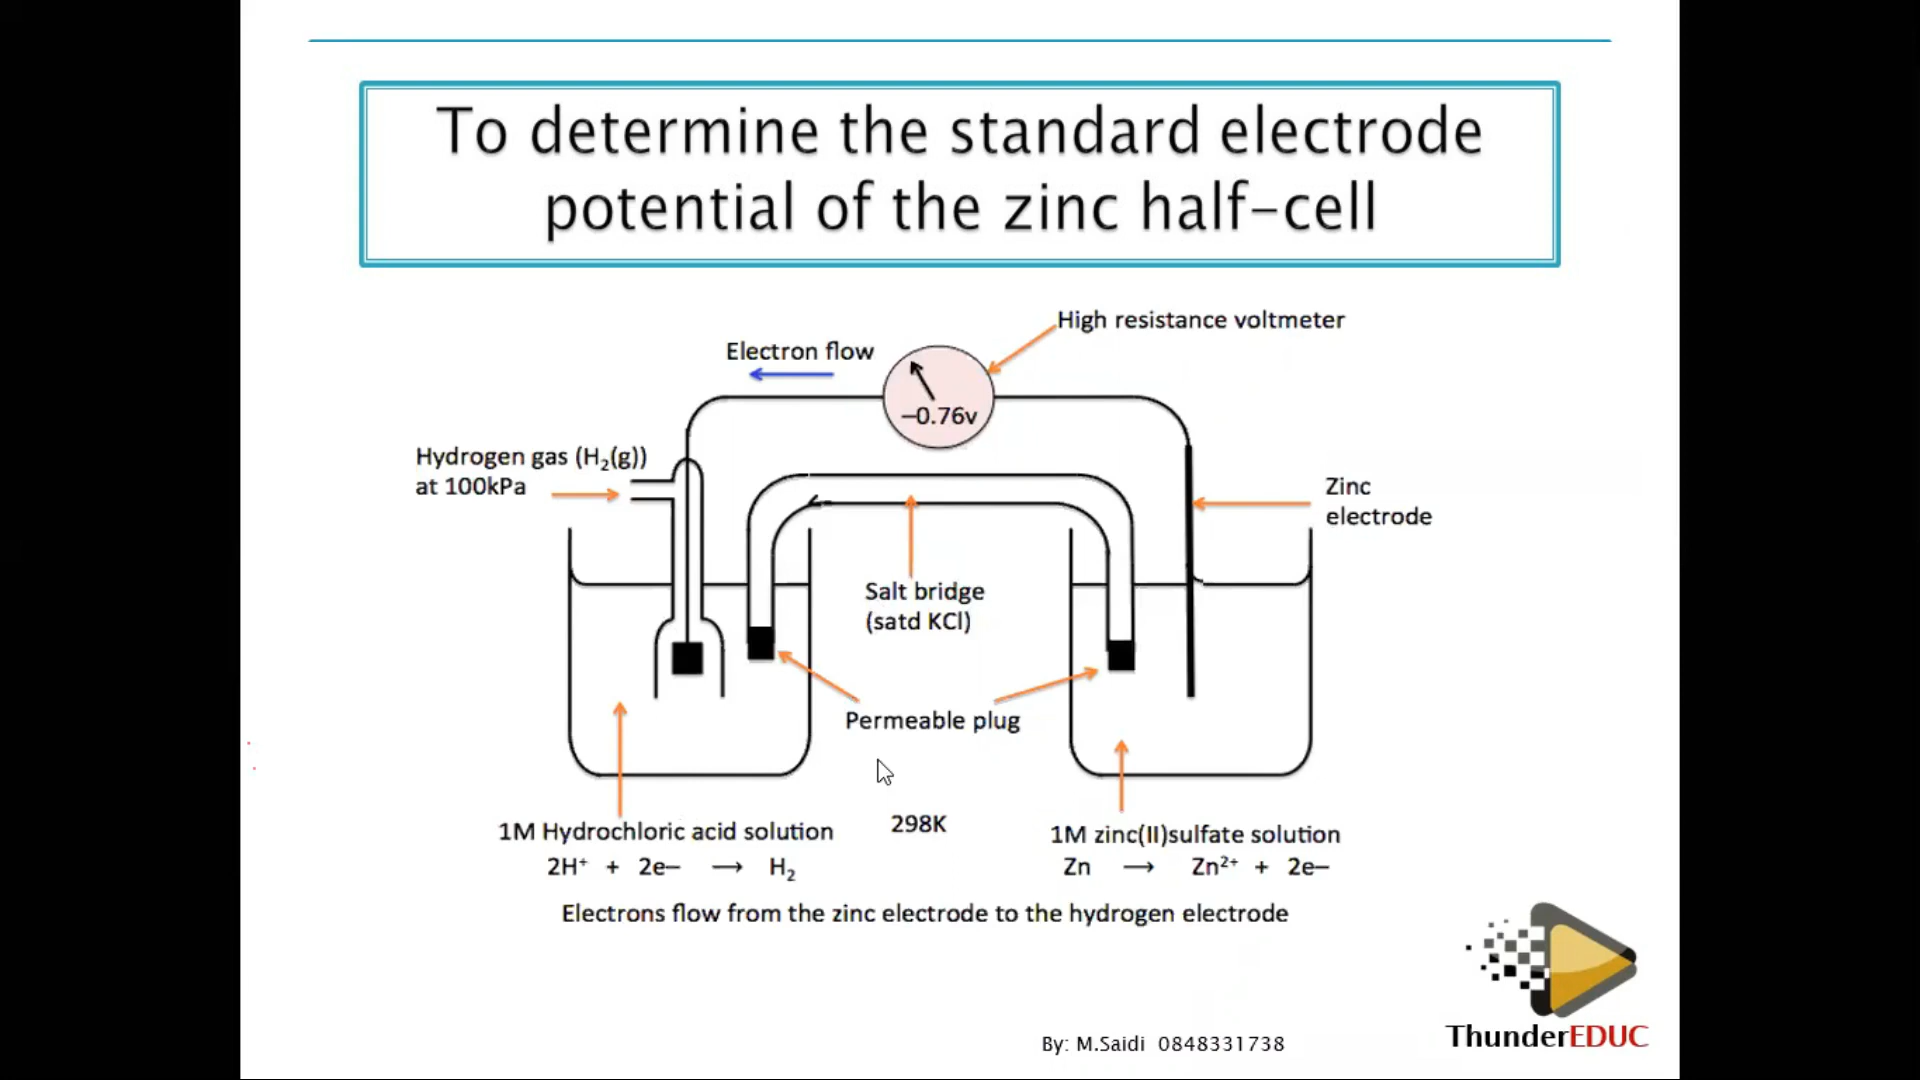 To determine the standard electrode
potential of the zinc half-cell
High resistance voltmeter
Electron flow
–0.76v
Hydrogen gas (H₂(g))
at 100kPa
Zinc
electrode
Salt bridge
(satd KCl)
Permeable plug
1M Hydrochloric acid solution
298K
1M zinc(II)sulfate solution
2H⁺ + 2e– ⟶ H₂
Zn ⟶ Zn²⁺ + 2e–
Electrons flow from the zinc electrode to the hydrogen electrode
ThunderEDUC
By: M.Saidi 0848331738